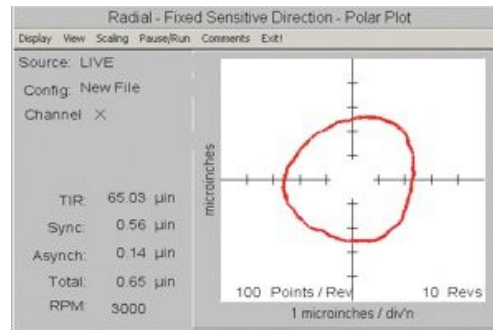 Radial - Fixed Sensitive Direction - Polar Plot
Display View Scaling Pause/Run Comments Exit!
Source: LIVE
Config: New File
Channel X
TIR: 65.03 µin
Sync: 0.56 µin
Asynch: 0.14 µin
Total: 0.65 µin
RPM: 3000
microinches
100 Points / Rev 10 Revs
1 microinches / div'n